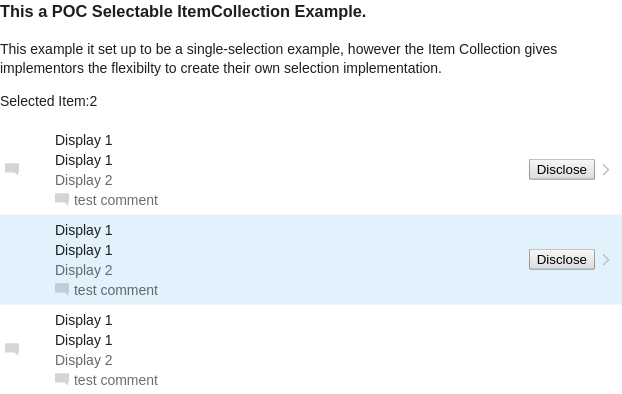 This a POC Selectable ItemCollection Example.
This example it set up to be a single-selection example, however the Item Collection gives
implementors the flexibilty to create their own selection implementation.
Selected Item:2
Display 1
Display 1
Display 2
test comment
Disclose
Display 1
Display 1
Display 2
test comment
Disclose
Display 1
Display 1
Display 2
test comment